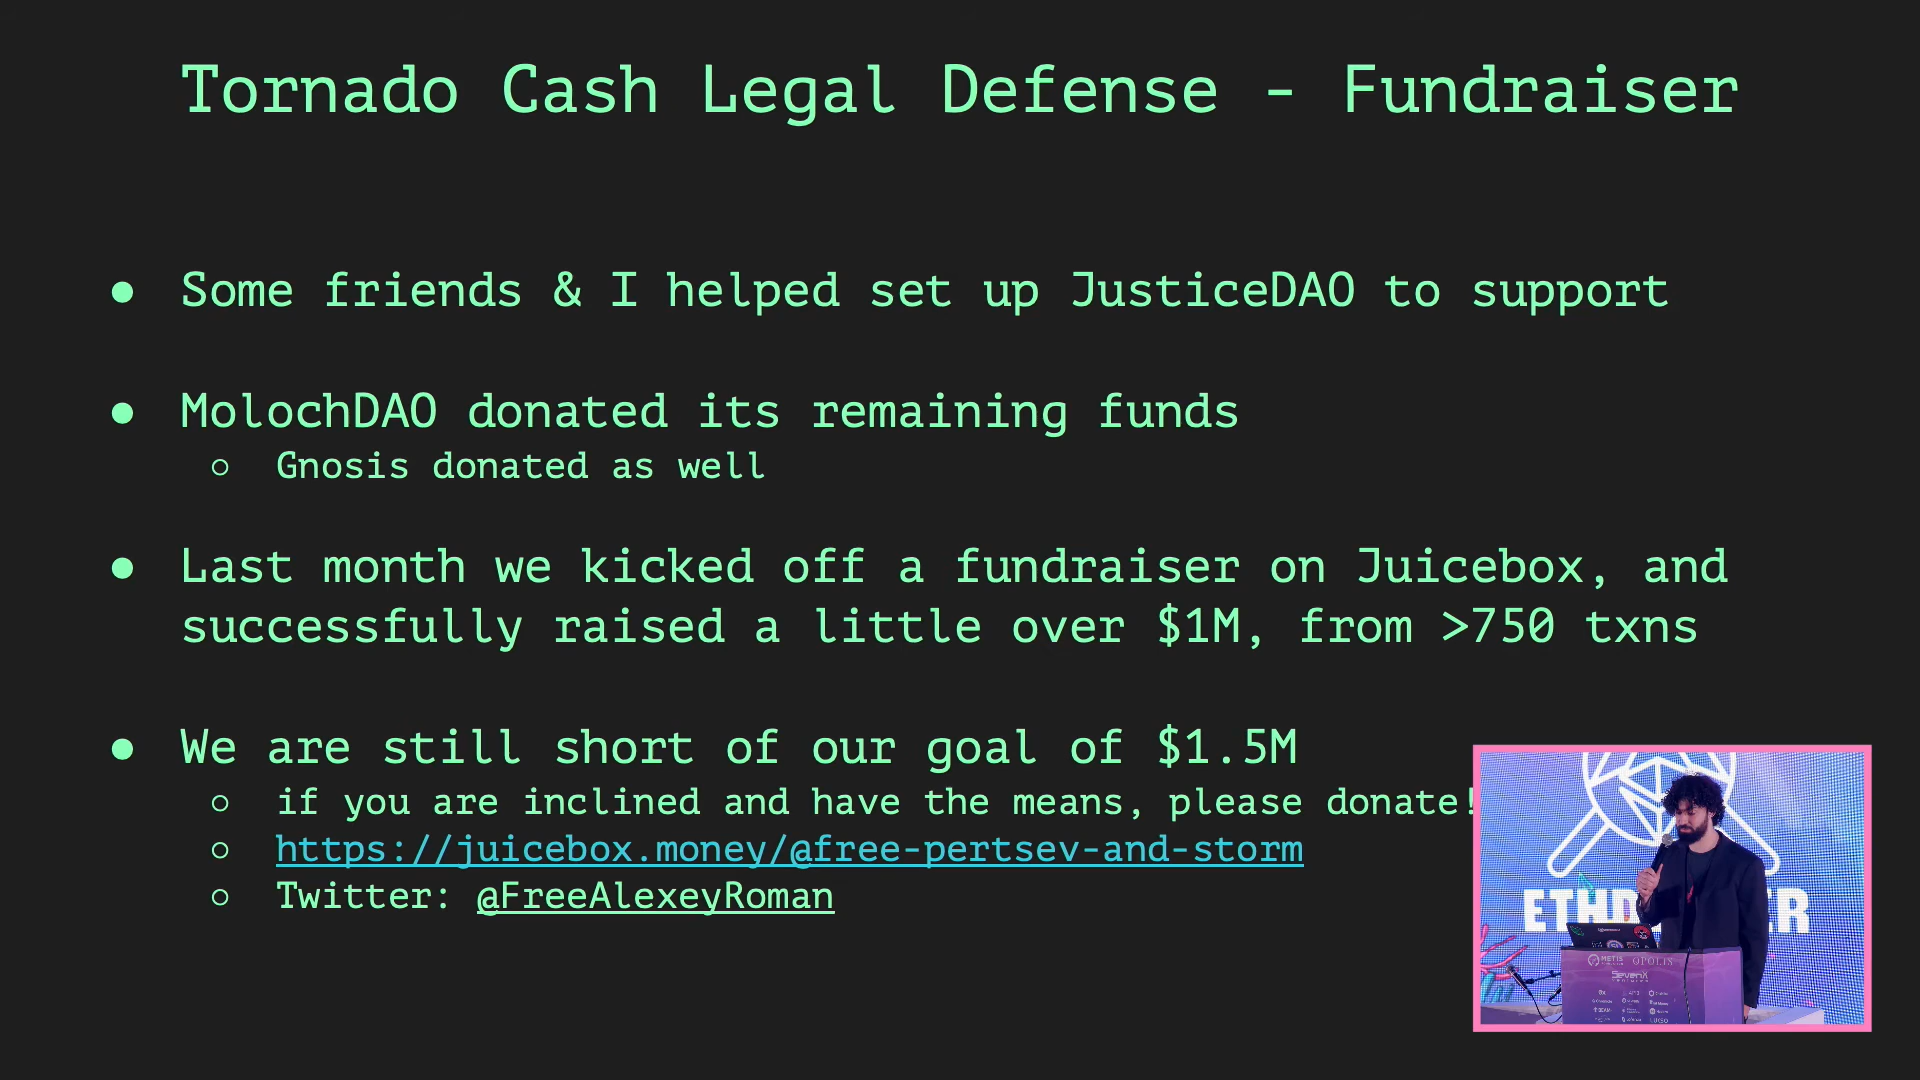 Tornado Cash Legal Defense - Fundraiser
● Some friends & I helped set up JusticeDAO to support
● MolochDAO donated its remaining funds
○ Gnosis donated as well
● Last month we kicked off a fundraiser on Juicebox, and
successfully raised a little over $1M, from >750 txns
● We are still short of our goal of $1.5M
○ if you are inclined and have the means, please donate!
○ https://juicebox.money/@free-pertsev-and-storm
○ Twitter: @FreeAlexeyRoman
METIS OPOLIS
SevenX